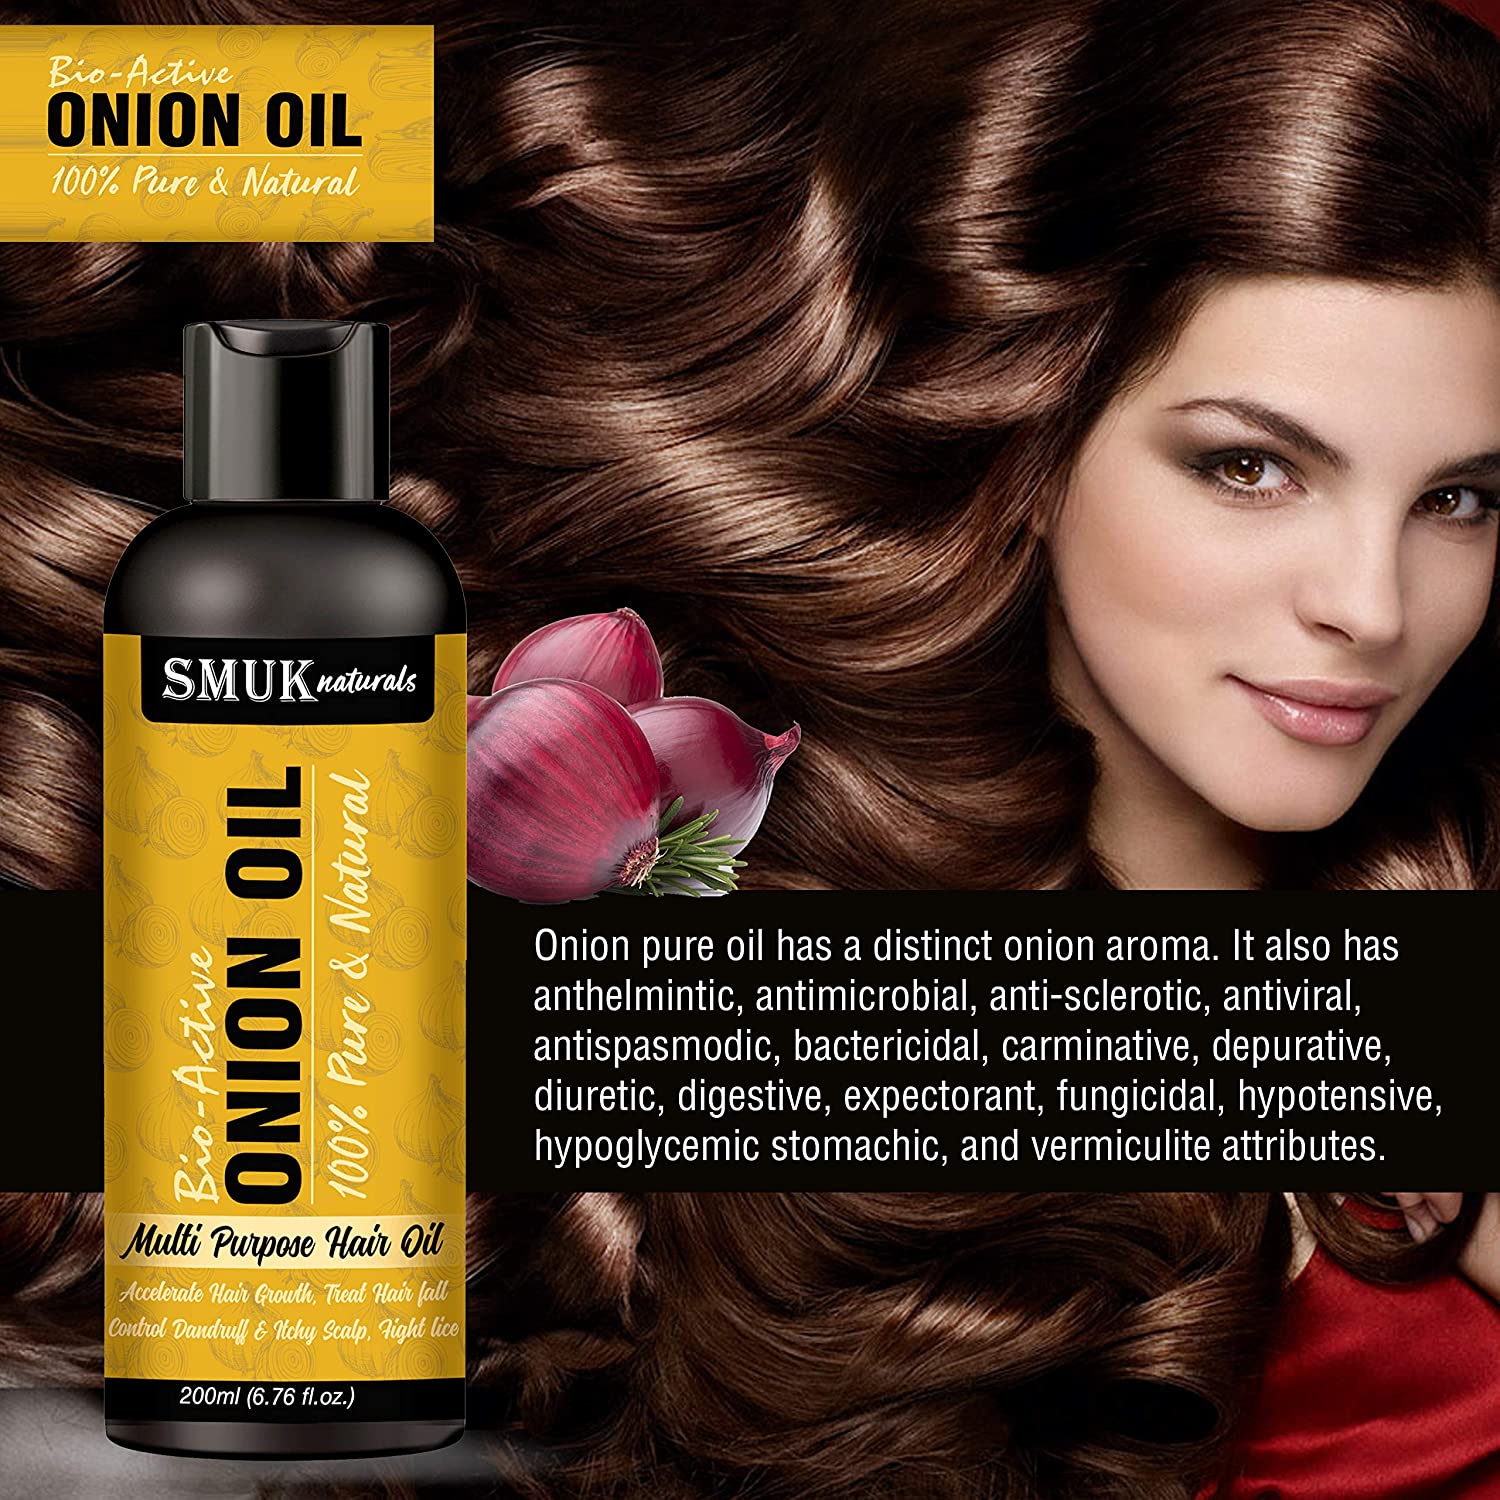 Bio-Active
ONION OIL
100% Pure & Natural
SMUK naturals
Bio-Active
ONION OIL
100% Pure & Natural
Multi Purpose Hair Oil
Accelerate Hair Growth, Treat Hair fall
Control Dandruff & Itchy Scalp, Fight lice
200ml (6.76 fl.oz.)
Onion pure oil has a distinct onion aroma. It also has
anthelmintic, antimicrobial, anti-sclerotic, antiviral,
antispasmodic, bactericidal, carminative, depurative,
diuretic, digestive, expectorant, fungicidal, hypotensive,
hypoglycemic stomachic, and vermiculite attributes.